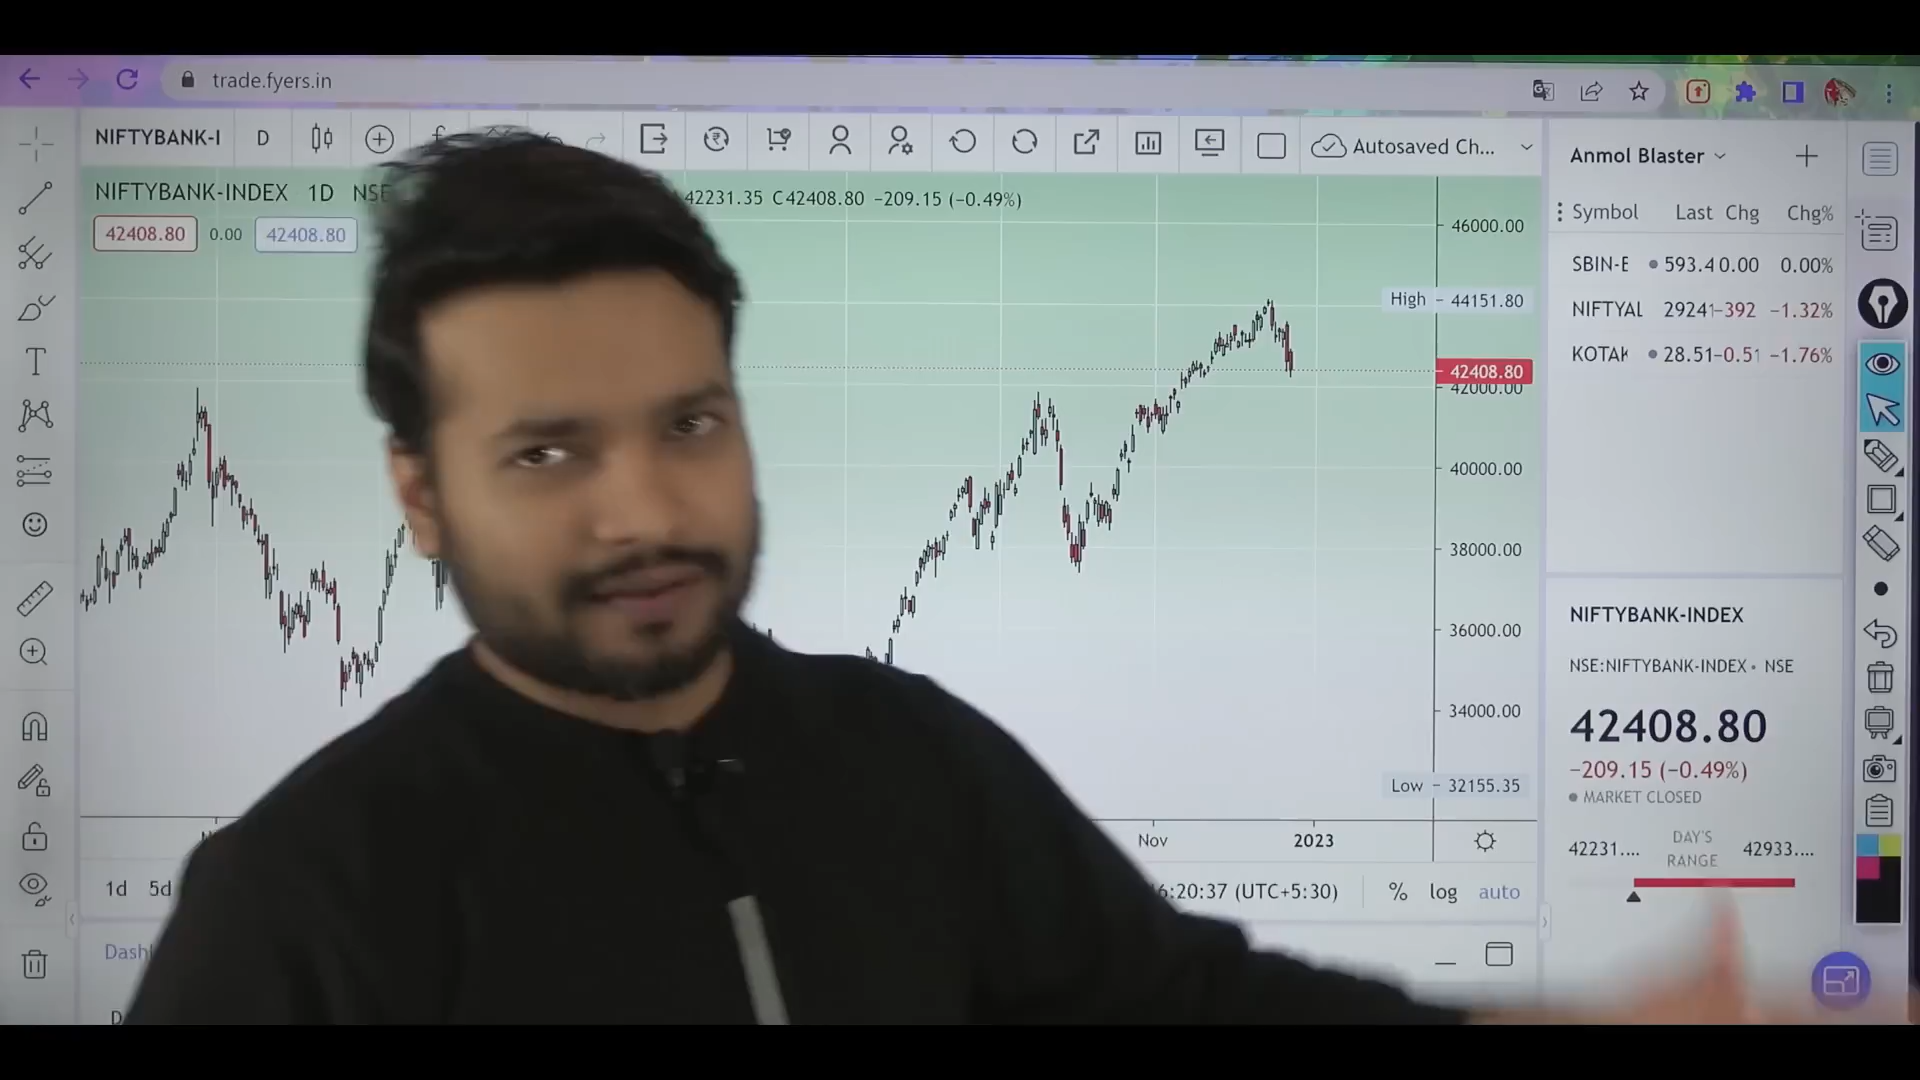 trade.fyers.in
NIFTYBANK-I D
Autosaved Ch...
NIFTYBANK-INDEX 1D NSE
42231.35 C42408.80 −209.15 (−0.49%)
42408.80 0.00 42408.80
46000.00
High 44151.80
42408.80
42000.00
40000.00
38000.00
36000.00
34000.00
Low 32155.35
Nov 2023
1d 5d
6:20:37 (UTC+5:30) % log auto
Dash
D
Anmol Blaster
Symbol Last Chg Chg%
SBIN-E 593.4 0.00 0.00%
NIFTYAL 29241 −392 −1.32%
KOTAK 28.51 −0.51 −1.76%
NIFTYBANK-INDEX
NSE:NIFTYBANK-INDEX • NSE
42408.80
−209.15 (−0.49%)
MARKET CLOSED
42231.... DAY'S RANGE 42933....